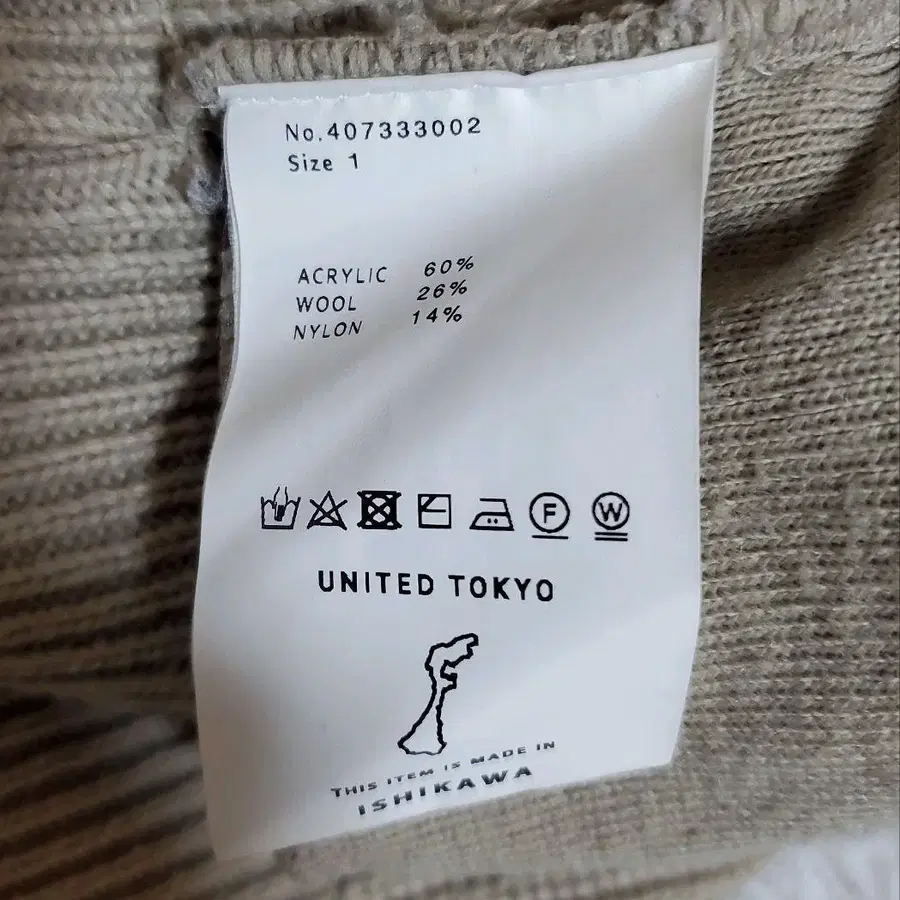 No.407333002
Size 1
ACRYLIC 60%
WOOL 26%
NYLON 14%
F W
UNITED TOKYO
THIS ITEM IS MADE IN
ISHIKAWA